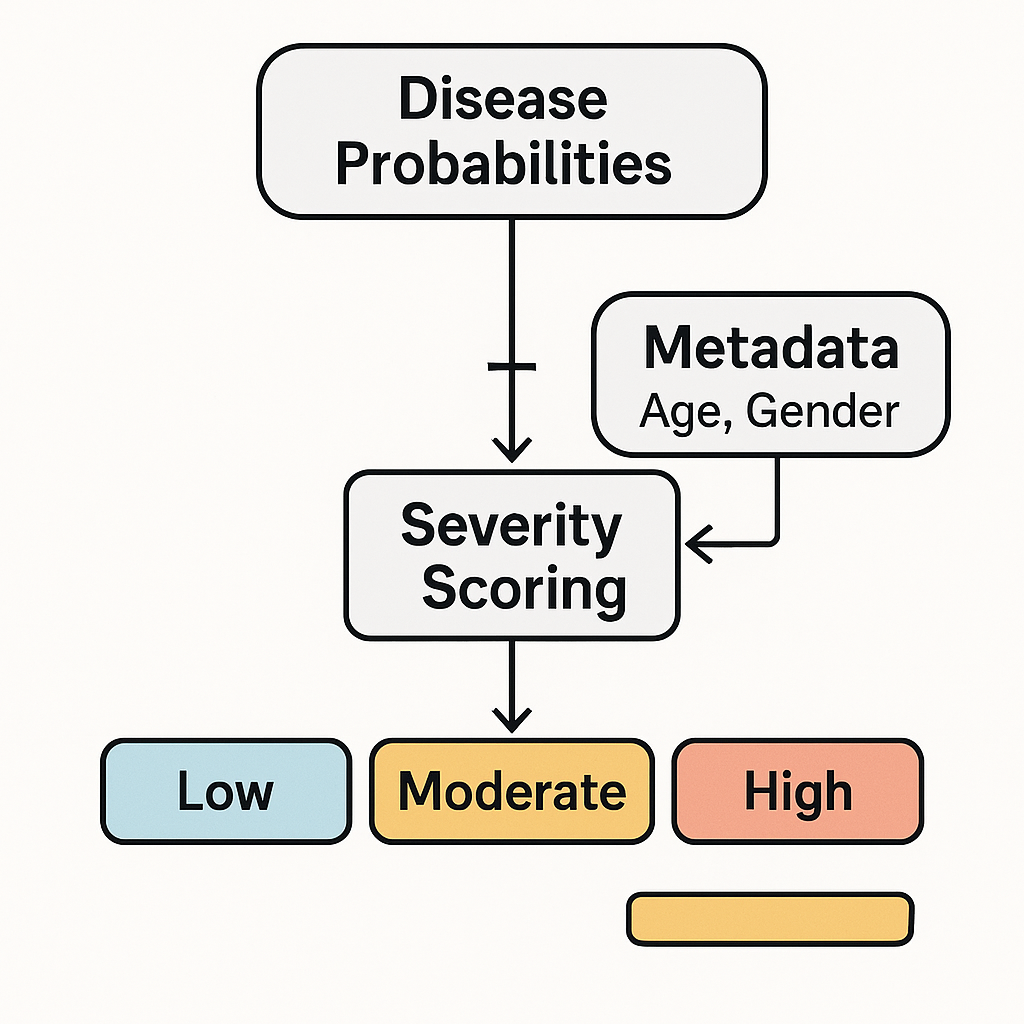 Disease
Probabilities
Metadata
Age, Gender
Severity
Scoring
Low
Moderate
High